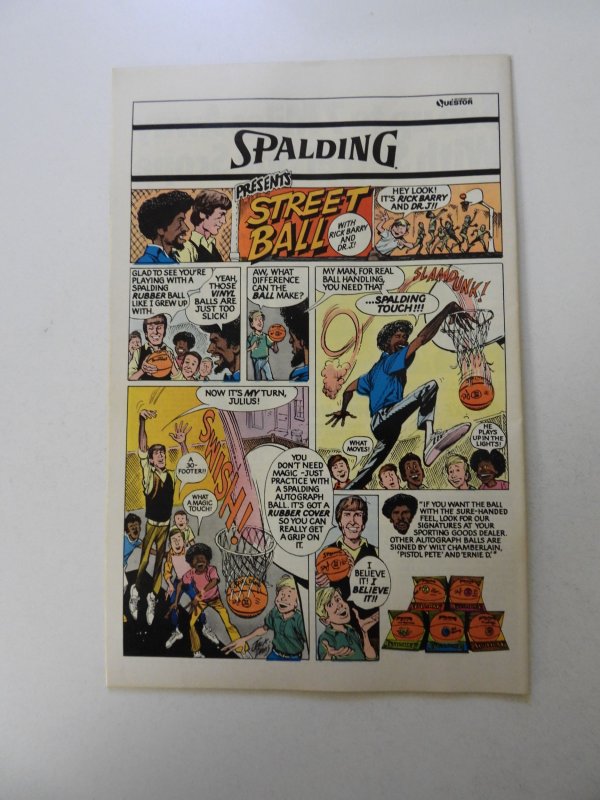 QUESTOR
SPALDING
PRESENTS
STREET
BALL
WITH
RICK BARRY
AND
DR. J!
HEY LOOK!
IT'S RICK BARRY
AND DR. J!!
GLAD TO SEE YOU'RE
PLAYING WITH A
SPALDING
RUBBER BALL
LIKE I GREW UP
WITH.
YEAH,
THOSE
VINYL
BALLS ARE
JUST TOO
SLICK!
AW, WHAT
DIFFERENCE
CAN THE
BALL MAKE?
MY MAN, FOR REAL
BALL HANDLING,
YOU NEED THAT
...SPALDING
TOUCH!!!
SLAM DUNK!
WHAT
MOVES!
HE
PLAYS
UP IN THE
LIGHTS!
NOW IT'S MY TURN,
JULIUS!
A
30-
FOOTER!!
WHAT
A MAGIC
TOUCH!
SWISH!
YOU
DON'T NEED
MAGIC -JUST
PRACTICE WITH
A SPALDING
AUTOGRAPH
BALL. IT'S GOT A
RUBBER COVER
SO YOU CAN
REALLY GET
A GRIP ON
IT.
I
BELIEVE
IT! I
BELIEVE
IT!!
"IF YOU WANT THE BALL
WITH THE SURE-HANDED
FEEL, LOOK FOR OUR
SIGNATURES AT YOUR
SPORTING GOODS DEALER.
OTHER AUTOGRAPH BALLS ARE
SIGNED BY WILT CHAMBERLAIN,
'PISTOL PETE' AND 'ERNIE D.'"